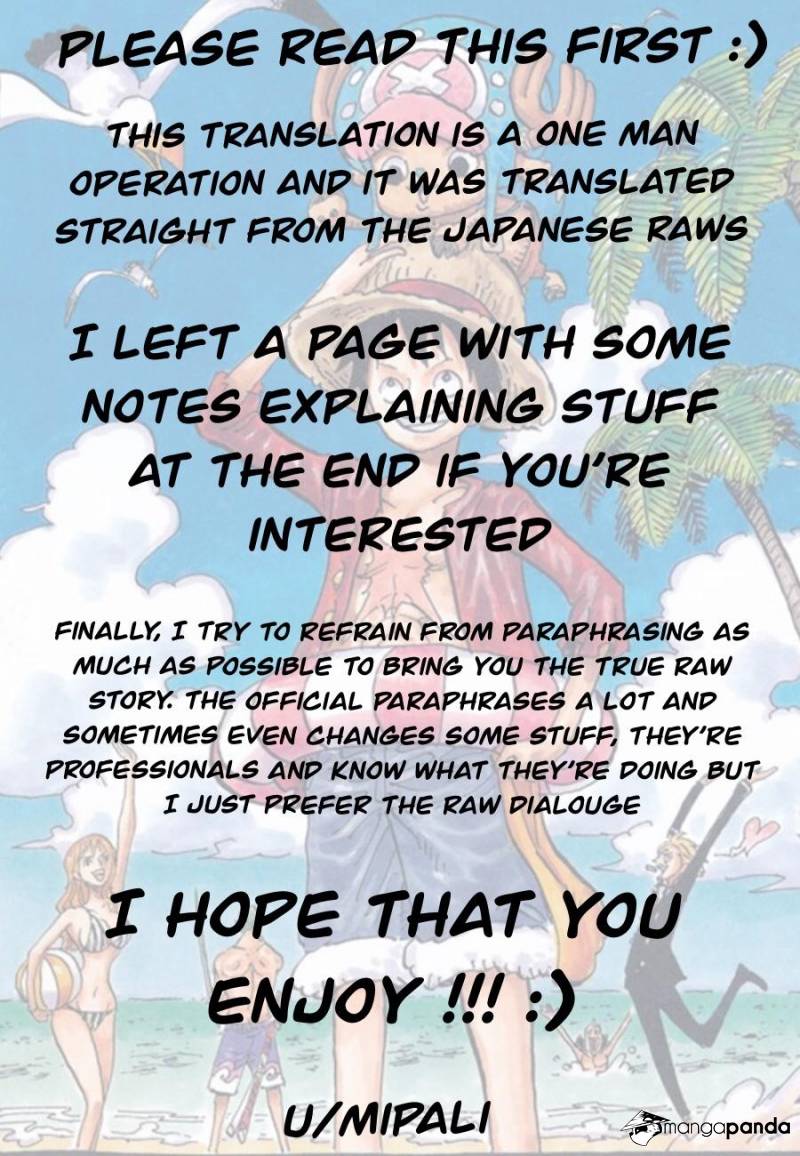 PLEASE READ THIS FIRST :)
THIS TRANSLATION IS A ONE MAN
OPERATION AND IT WAS TRANSLATED
STRAIGHT FROM THE JAPANESE RAWS
I LEFT A PAGE WITH SOME
NOTES EXPLAINING STUFF
AT THE END IF YOU'RE
INTERESTED
FINALLY, I TRY TO REFRAIN FROM PARAPHRASING AS
MUCH AS POSSIBLE TO BRING YOU THE TRUE RAW
STORY. THE OFFICIAL PARAPHRASES A LOT AND
SOMETIMES EVEN CHANGES SOME STUFF, THEY'RE
PROFESSIONALS AND KNOW WHAT THEY'RE DOING BUT
I JUST PREFER THE RAW DIALOUGE
I HOPE THAT YOU
ENJOY !!! :)
U/MIPALI
mangapanda